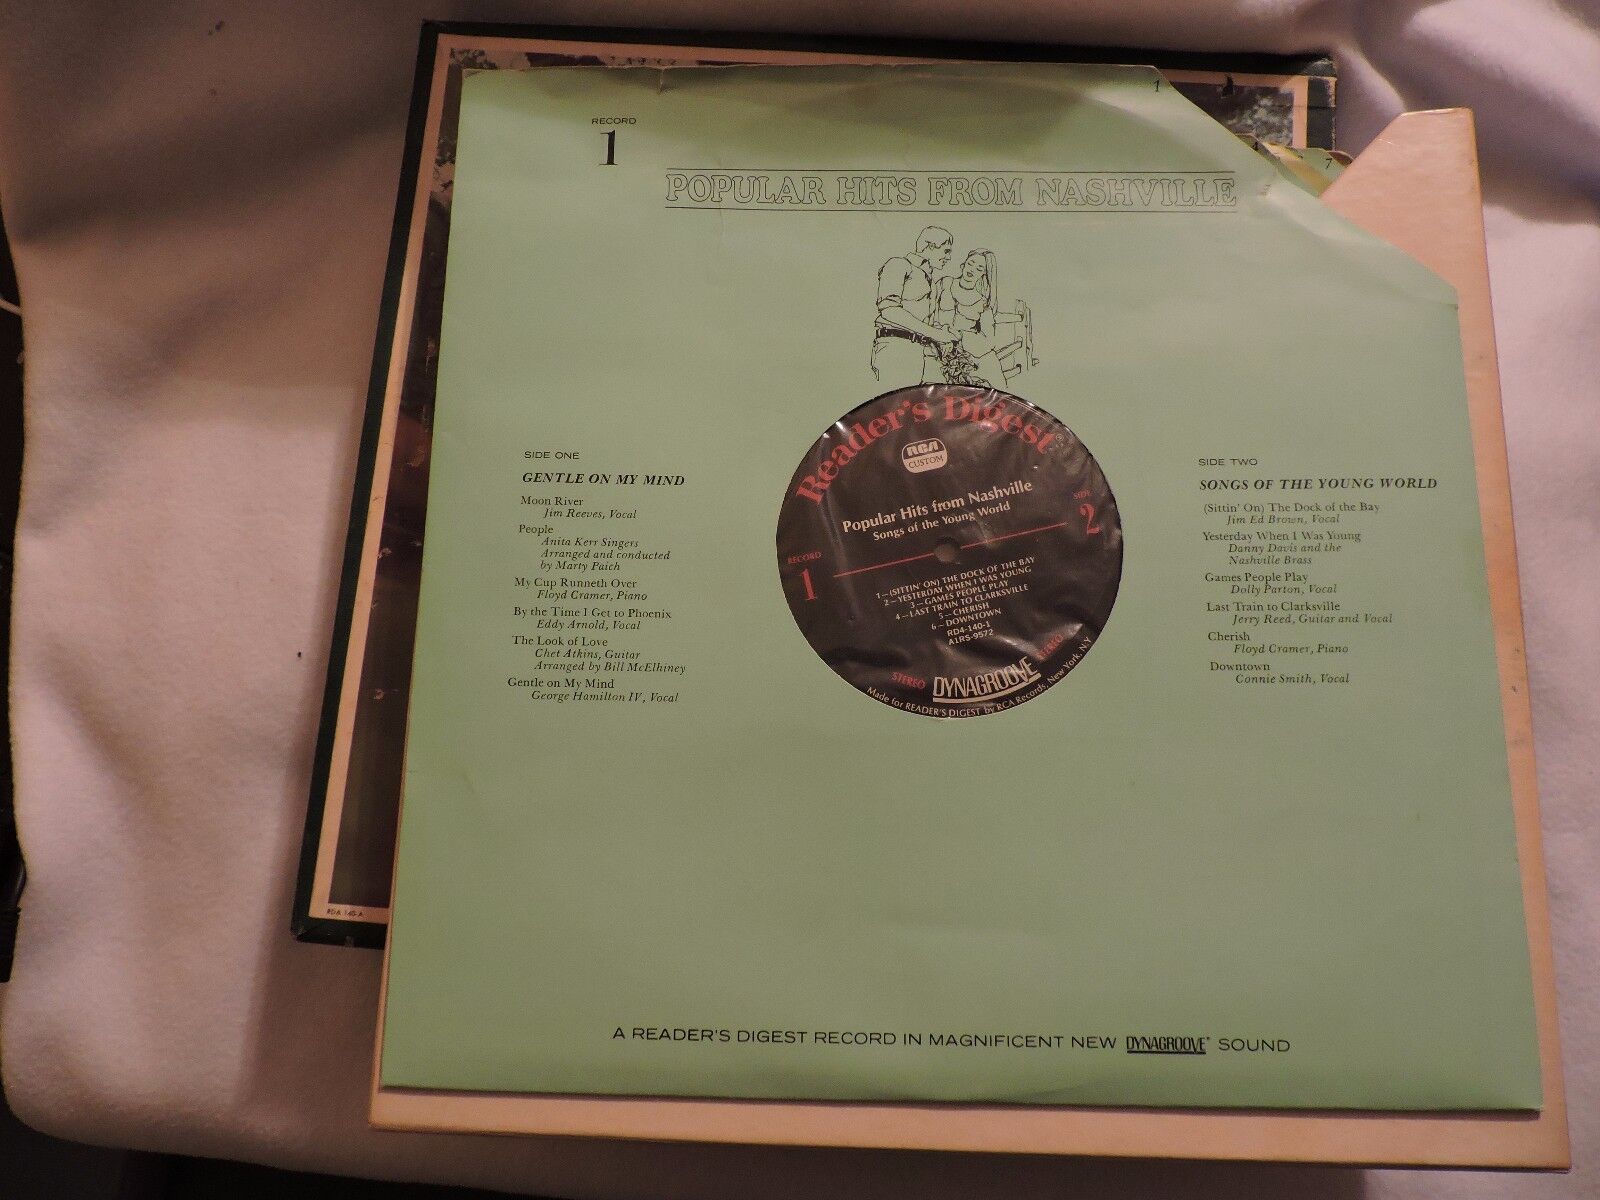 1
4
7
RECORD
1
POPULAR HITS FROM NASHVILLE
SIDE ONE
GENTLE ON MY MIND
Moon River
Jim Reeves, Vocal
People
Anita Kerr Singers
Arranged and conducted
by Marty Paich
My Cup Runneth Over
Floyd Cramer, Piano
By the Time I Get to Phoenix
Eddy Arnold, Vocal
The Look of Love
Chet Atkins, Guitar
Arranged by Bill McElhiney
Gentle on My Mind
George Hamilton IV, Vocal
Reader's Digest®
RCA
CUSTOM
Popular Hits from Nashville
Songs of the Young World
SIDE
2
RECORD
1
1—(SITTIN' ON) THE DOCK OF THE BAY
2—YESTERDAY WHEN I WAS YOUNG
3—GAMES PEOPLE PLAY
4—LAST TRAIN TO CLARKSVILLE
5—CHERISH
6—DOWNTOWN
RD4-140-1
A1RS-9572
STEREO DYNAGROOVE STEREO
Made for READER'S DIGEST by RCA Records, New York, N.Y.
SIDE TWO
SONGS OF THE YOUNG WORLD
(Sittin' On) The Dock of the Bay
Jim Ed Brown, Vocal
Yesterday When I Was Young
Danny Davis and the
Nashville Brass
Games People Play
Dolly Parton, Vocal
Last Train to Clarksville
Jerry Reed, Guitar and Vocal
Cherish
Floyd Cramer, Piano
Downtown
Connie Smith, Vocal
RDA 140-A
A READER'S DIGEST RECORD IN MAGNIFICENT NEW DYNAGROOVE® SOUND